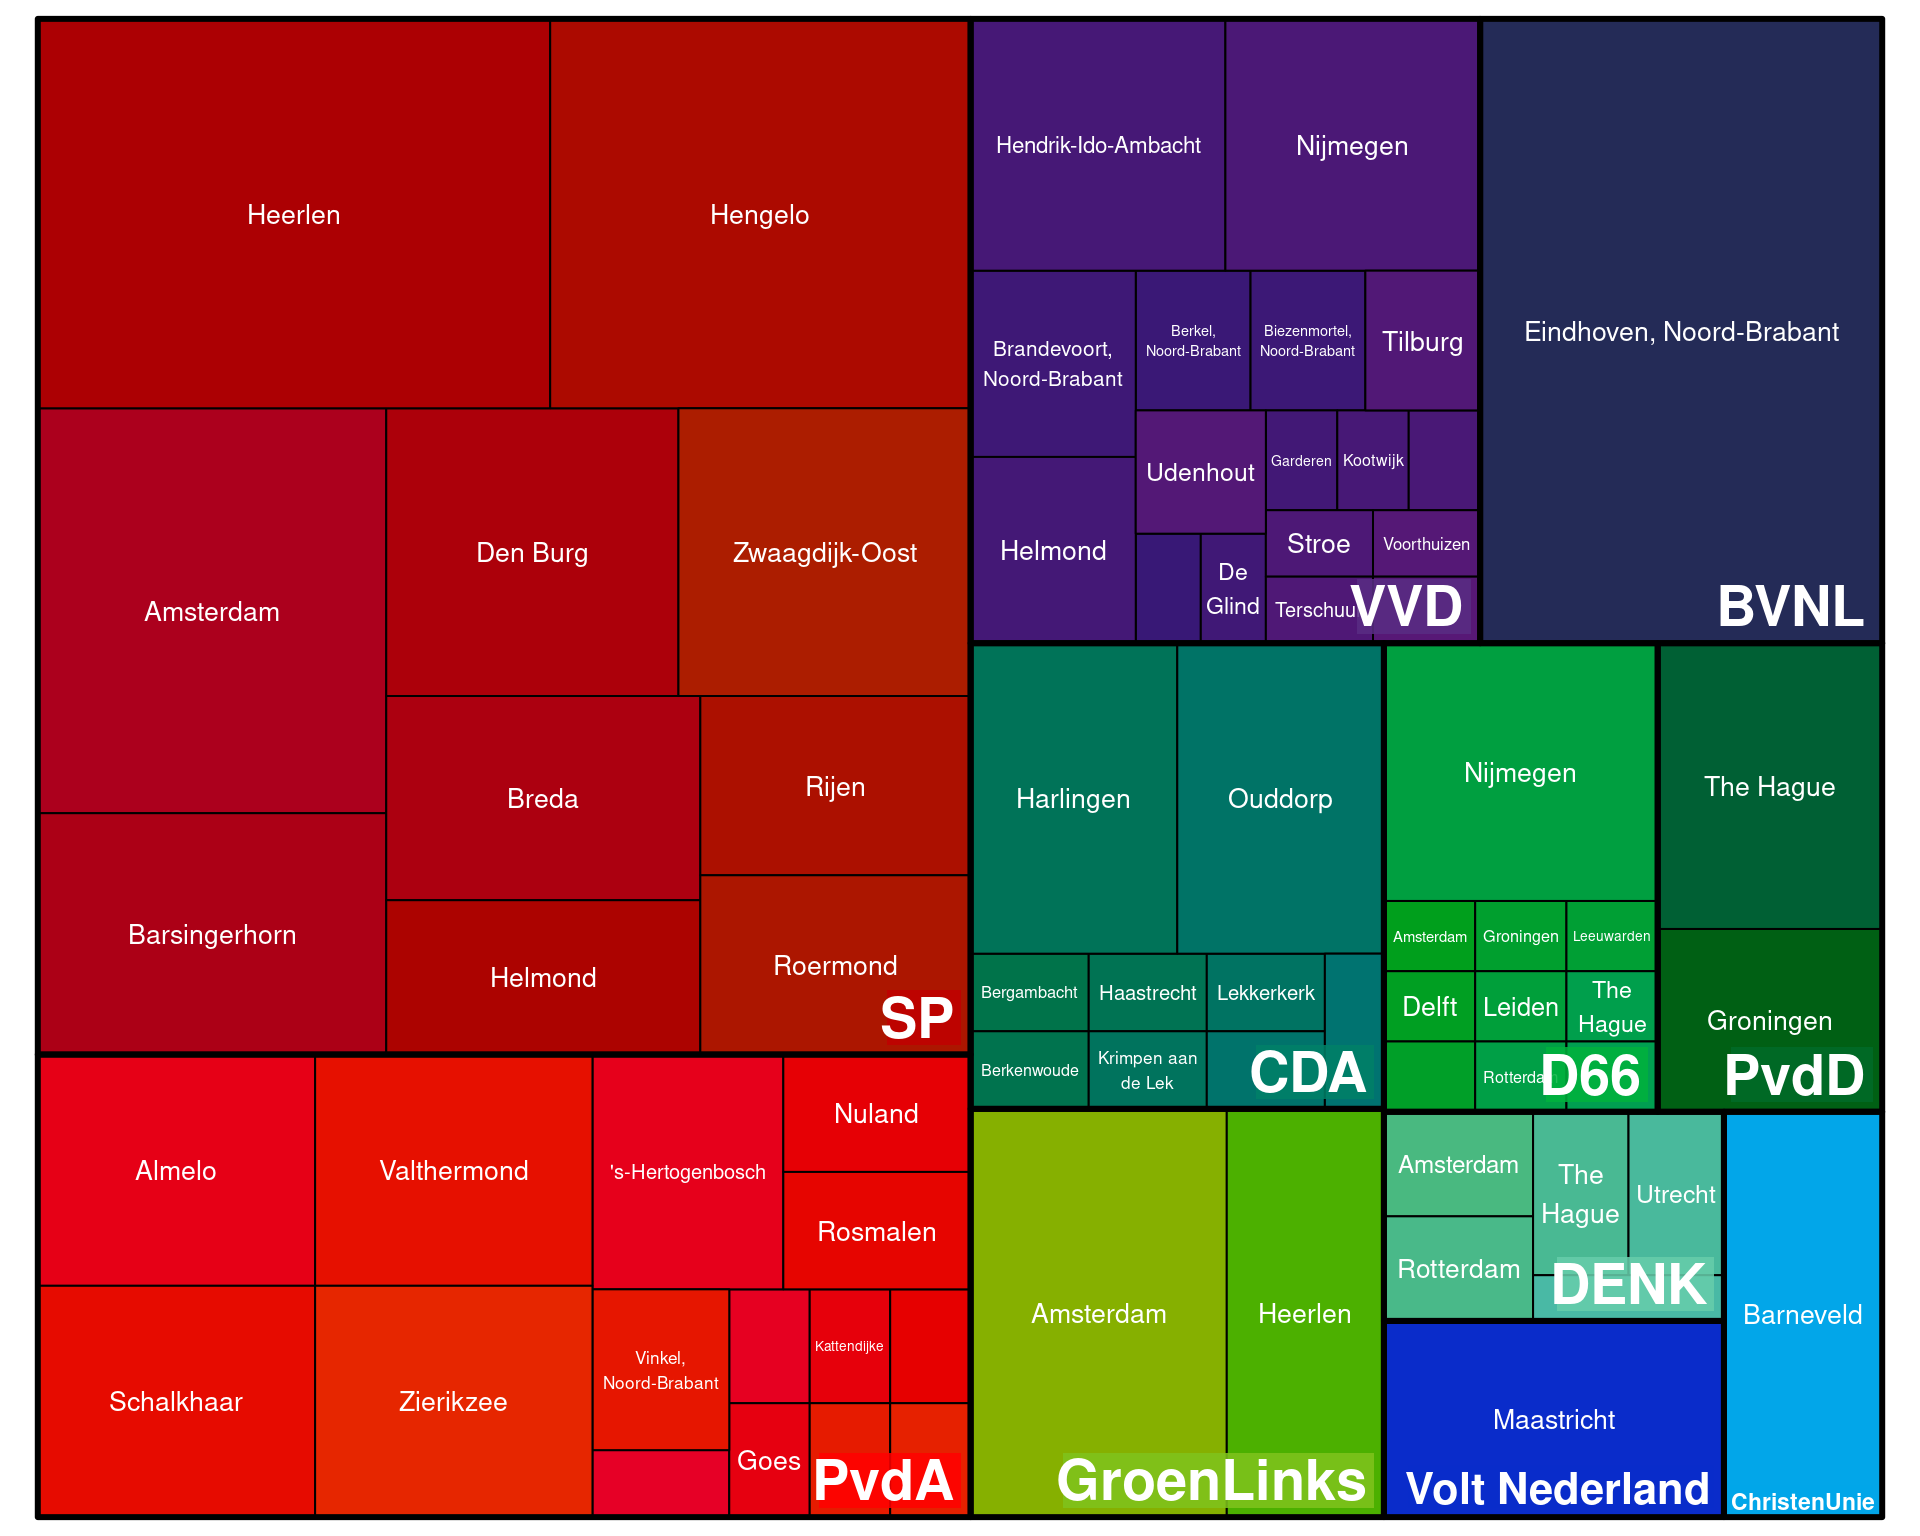 Heerlen
Hengelo
Amsterdam
Den Burg
Zwaagdijk-Oost
Barsingerhorn
Breda
Rijen
Helmond
Roermond
SP
Almelo
Valthermond
's-Hertogenbosch
Nuland
Rosmalen
Schalkhaar
Zierikzee
Vinkel,
Noord-Brabant
Kattendijke
Goes
PvdA
Hendrik-Ido-Ambacht
Nijmegen
Brandevoort,
Noord-Brabant
Berkel,
Noord-Brabant
Biezenmortel,
Noord-Brabant
Tilburg
Helmond
Udenhout
Garderen
Kootwijk
De
Glind
Stroe
Voorthuizen
Terschuu
VVD
Eindhoven, Noord-Brabant
BVNL
Harlingen
Ouddorp
Bergambacht
Haastrecht
Lekkerkerk
Berkenwoude
Krimpen aan
de Lek
CDA
Nijmegen
Amsterdam
Groningen
Leeuwarden
Delft
Leiden
The
Hague
Rotterdam
D66
The Hague
Groningen
PvdD
Amsterdam
Heerlen
GroenLinks
Amsterdam
The
Hague
Utrecht
Rotterdam
DENK
Maastricht
Volt Nederland
Barneveld
ChristenUnie